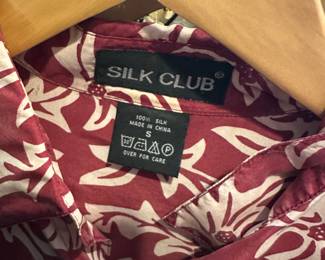 SILK CLUB®
100% SILK
MADE IN CHINA
S
P
OVER FOR CARE